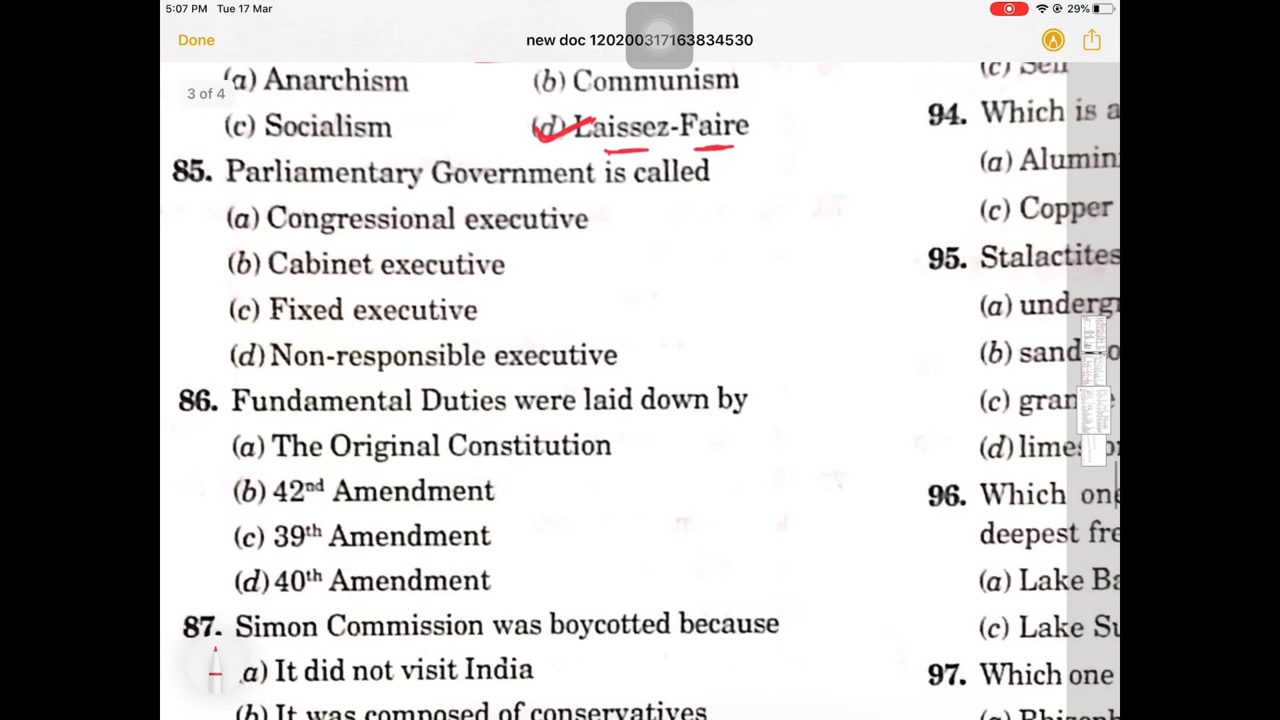 5:07 PM Tue 17 Mar
29%
Done
new doc 120200317163834530
3 of 4
(a) Anarchism (b) Communism
(c) Socialism (d) Laissez-Faire
85. Parliamentary Government is called
(a) Congressional executive
(b) Cabinet executive
(c) Fixed executive
(d) Non-responsible executive
86. Fundamental Duties were laid down by
(a) The Original Constitution
(b) 42nd Amendment
(c) 39th Amendment
(d) 40th Amendment
87. Simon Commission was boycotted because
a) It did not visit India
(b) It was composed of conservatives
94. Which is a
(a) Alumin
(c) Copper
95. Stalactites
(a) underg
(b) sand
(c) gran
(d) limes
96. Which one
deepest fre
(a) Lake Ba
(c) Lake Su
97. Which one